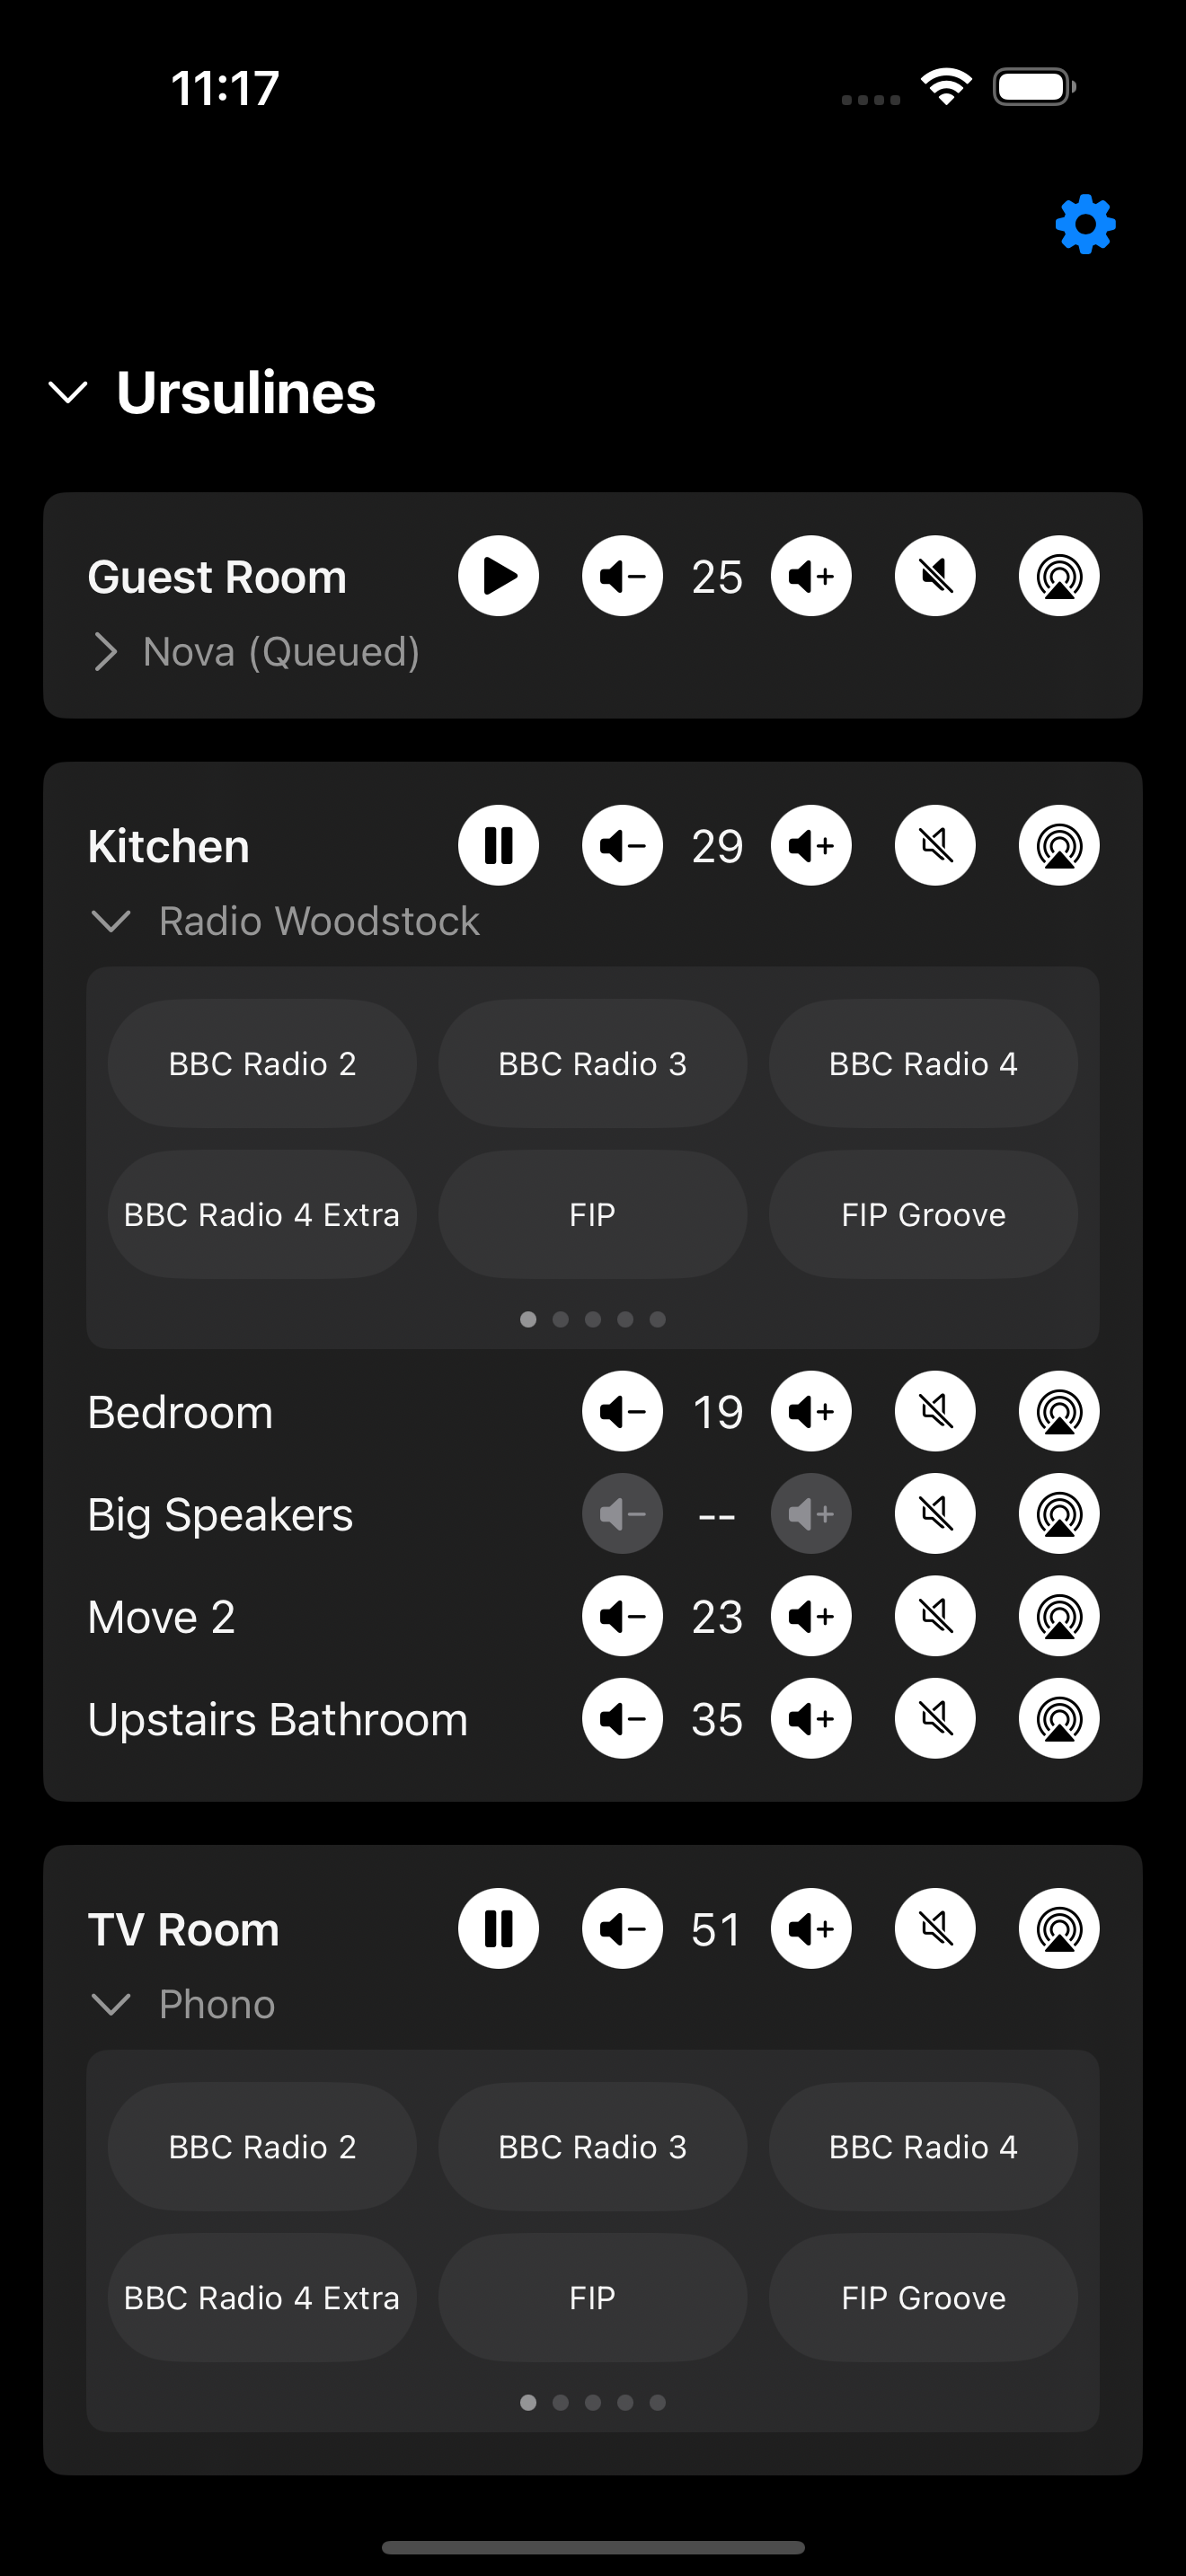 11:17
Ursulines
Guest Room 25
Nova (Queued)
Kitchen 29
Radio Woodstock
BBC Radio 2 BBC Radio 3 BBC Radio 4
BBC Radio 4 Extra FIP FIP Groove
Bedroom 19
Big Speakers --
Move 2 23
Upstairs Bathroom 35
TV Room 51
Phono
BBC Radio 2 BBC Radio 3 BBC Radio 4
BBC Radio 4 Extra FIP FIP Groove